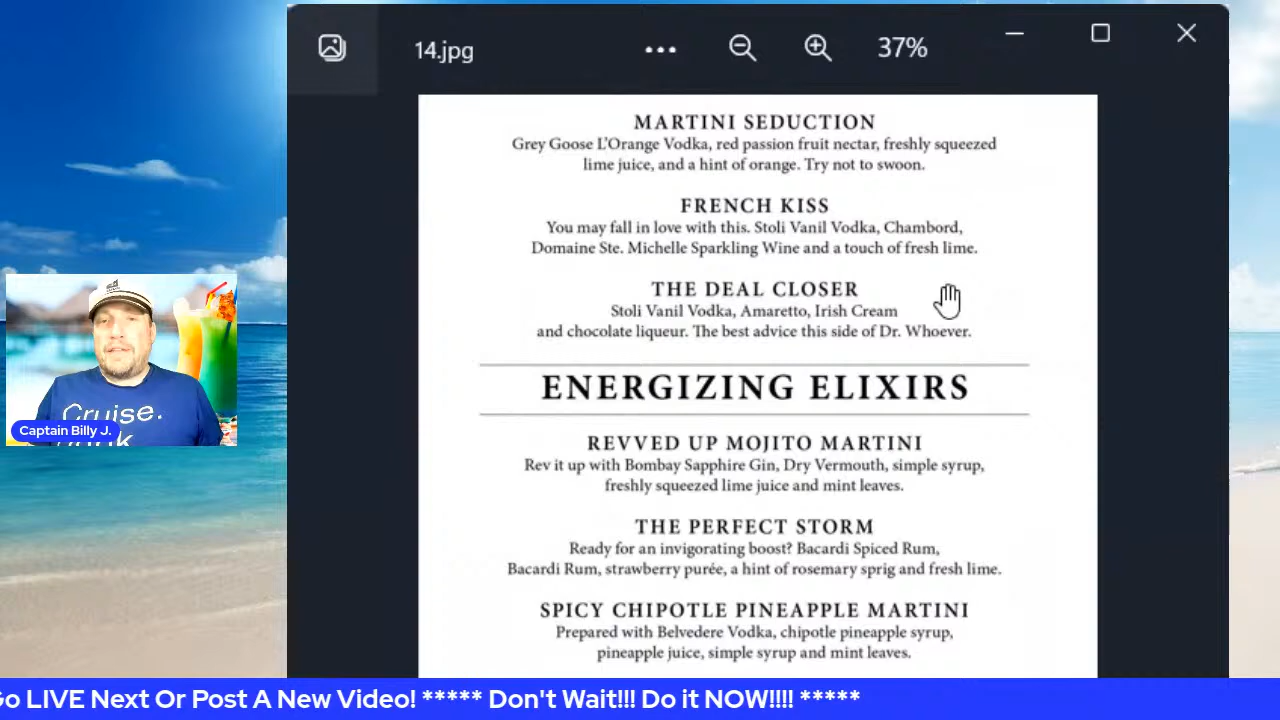 14.jpg
37%
MARTINI SEDUCTION
Grey Goose L'Orange Vodka, red passion fruit nectar, freshly squeezed
lime juice, and a hint of orange. Try not to swoon.
FRENCH KISS
You may fall in love with this. Stoli Vanil Vodka, Chambord,
Domaine Ste. Michelle Sparkling Wine and a touch of fresh lime.
THE DEAL CLOSER
Stoli Vanil Vodka, Amaretto, Irish Cream
and chocolate liqueur. The best advice this side of Dr. Whoever.
ENERGIZING ELIXIRS
REVVED UP MOJITO MARTINI
Rev it up with Bombay Sapphire Gin, Dry Vermouth, simple syrup,
freshly squeezed lime juice and mint leaves.
THE PERFECT STORM
Ready for an invigorating boost? Bacardi Spiced Rum,
Bacardi Rum, strawberry purée, a hint of rosemary sprig and fresh lime.
SPICY CHIPOTLE PINEAPPLE MARTINI
Prepared with Belvedere Vodka, chipotle pineapple syrup,
pineapple juice, simple syrup and mint leaves.
Cruise.
Captain Billy J.
Go LIVE Next Or Post A New Video! ***** Don't Wait!!! Do it NOW!!!! *****